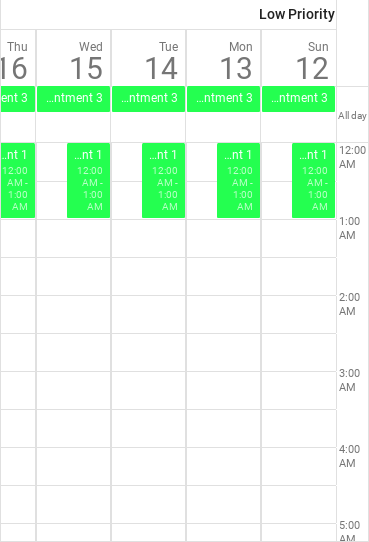 Low Priority
Thu Wed Tue Mon Sun
16 15 14 13 12
ent 3 ...ntment 3 ...ntment 3 ...ntment 3 ...ntment 3
All day
...nt 1 ...nt 1 ...nt 1 ...nt 1 ...nt 1
12:00 12:00 12:00 12:00 12:00
AM - AM - AM - AM - AM -
1:00 1:00 1:00 1:00 1:00
AM AM AM AM AM
12:00
AM
1:00
AM
2:00
AM
3:00
AM
4:00
AM
5:00
AM